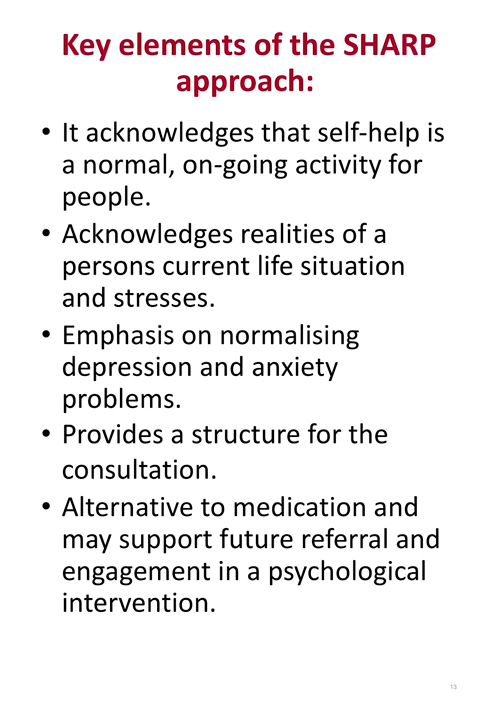 Key elements of the SHARP
approach:
• It acknowledges that self-help is
a normal, on-going activity for
people.
• Acknowledges realities of a
persons current life situation
and stresses.
• Emphasis on normalising
depression and anxiety
problems.
• Provides a structure for the
consultation.
• Alternative to medication and
may support future referral and
engagement in a psychological
intervention.
13